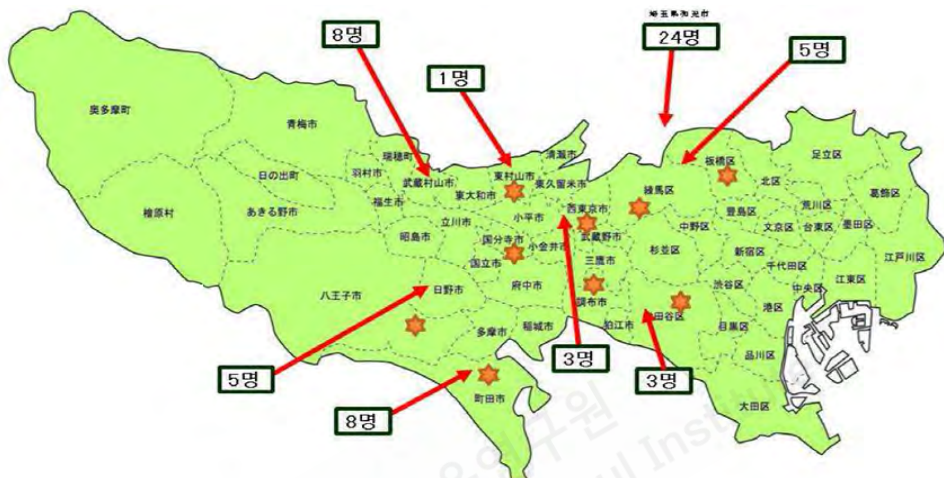 埼玉県和光市
8명
24명
5명
1명
奥多摩町
青梅市
瑞穂町
清瀬市
足立区
板橋区
羽村市
武蔵村山市
東村山市
東久留米市
練馬区
北区
日の出町
東大和市
葛飾区
檜原村
あきる野市
福生市
小平市
西東京市
豊島区
荒川区
立川市
中野区
文京区
台東区
墨田区
昭島市
国分寺市
小金井市
武蔵野市
杉並区
新宿区
江戸川区
国立市
三鷹市
千代田区
八王子市
日野市
府中市
渋谷区
中央区
江東区
調布市
港区
多摩市
稲城市
狛江市
田谷区
目黒区
品川区
5명
3명
3명
町田市
8명
大田区